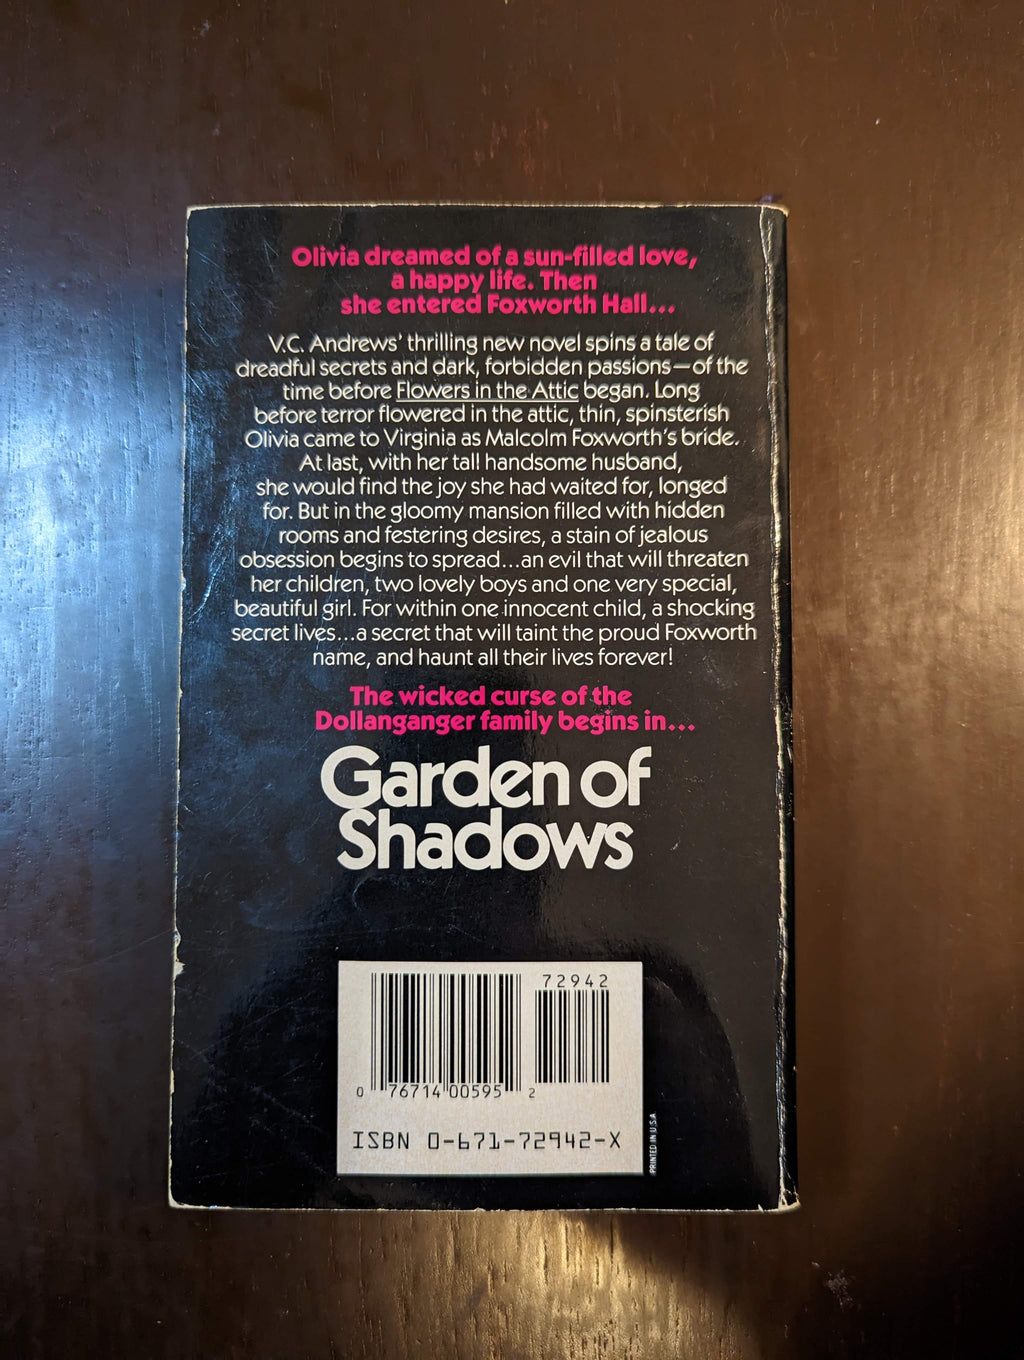 Olivia dreamed of a sun-filled love,
a happy life. Then
she entered Foxworth Hall...
V.C. Andrews' thrilling new novel spins a tale of
dreadful secrets and dark, forbidden passions—of the
time before Flowers in the Attic began. Long
before terror flowered in the attic, thin, spinsterish
Olivia came to Virginia as Malcolm Foxworth's bride.
At last, with her tall handsome husband,
she would find the joy she had waited for, longed
for. But in the gloomy mansion filled with hidden
rooms and festering desires, a stain of jealous
obsession begins to spread...an evil that will threaten
her children, two lovely boys and one very special,
beautiful girl. For within one innocent child, a shocking
secret lives...a secret that will taint the proud Foxworth
name, and haunt all their lives forever!
The wicked curse of the
Dollanganger family begins in...
Garden of
Shadows
72942
0 76714 00595 2
ISBN 0-671-72942-X
PRINTED IN U.S.A.